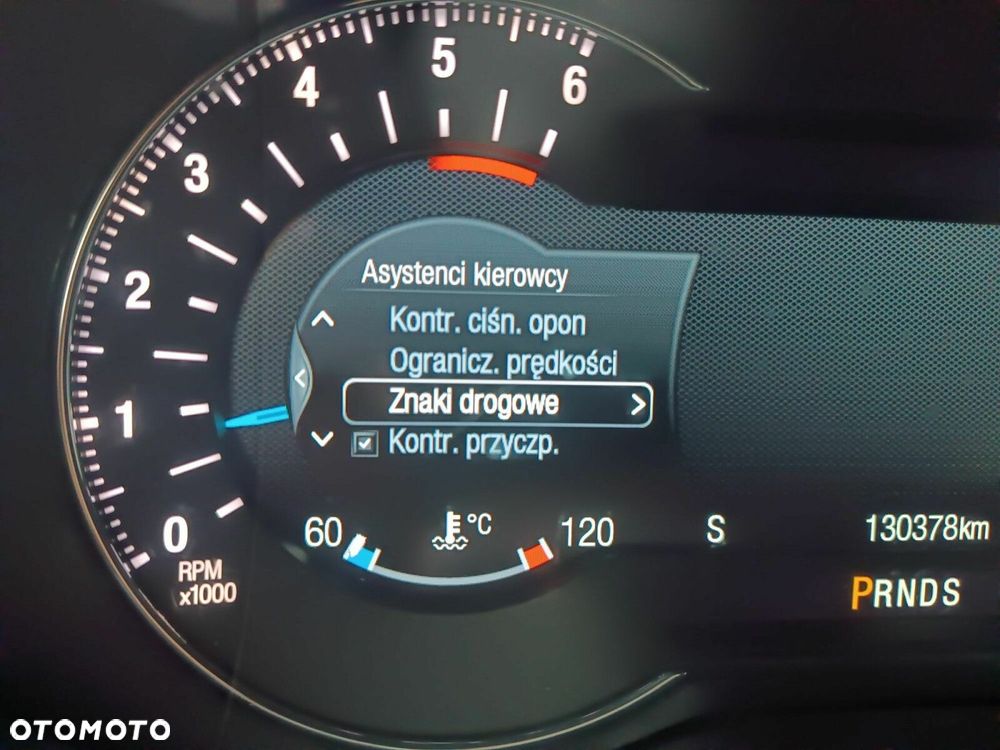 6
5
4
3
2
1
0
RPM
x1000
Asystenci kierowcy
Kontr. ciśn. opon
Ogranicz. prędkości
Znaki drogowe
Kontr. przyczp.
60 °C 120
S 130378km
PRNDS
OTOMOTO